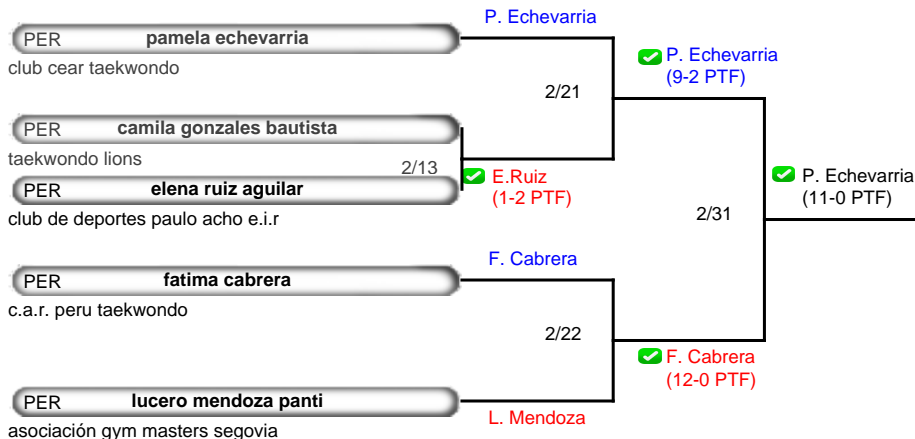 P. Echevarria
PER pamela echevarria
club cear taekwondo
P. Echevarria
(9-2 PTF)
2/21
PER camila gonzales bautista
taekwondo lions
2/13
E.Ruiz
(1-2 PTF)
PER elena ruiz aguilar
club de deportes paulo acho e.i.r
P. Echevarria
(11-0 PTF)
2/31
F. Cabrera
PER fatima cabrera
c.a.r. peru taekwondo
2/22
F. Cabrera
(12-0 PTF)
PER lucero mendoza panti
L. Mendoza
asociación gym masters segovia